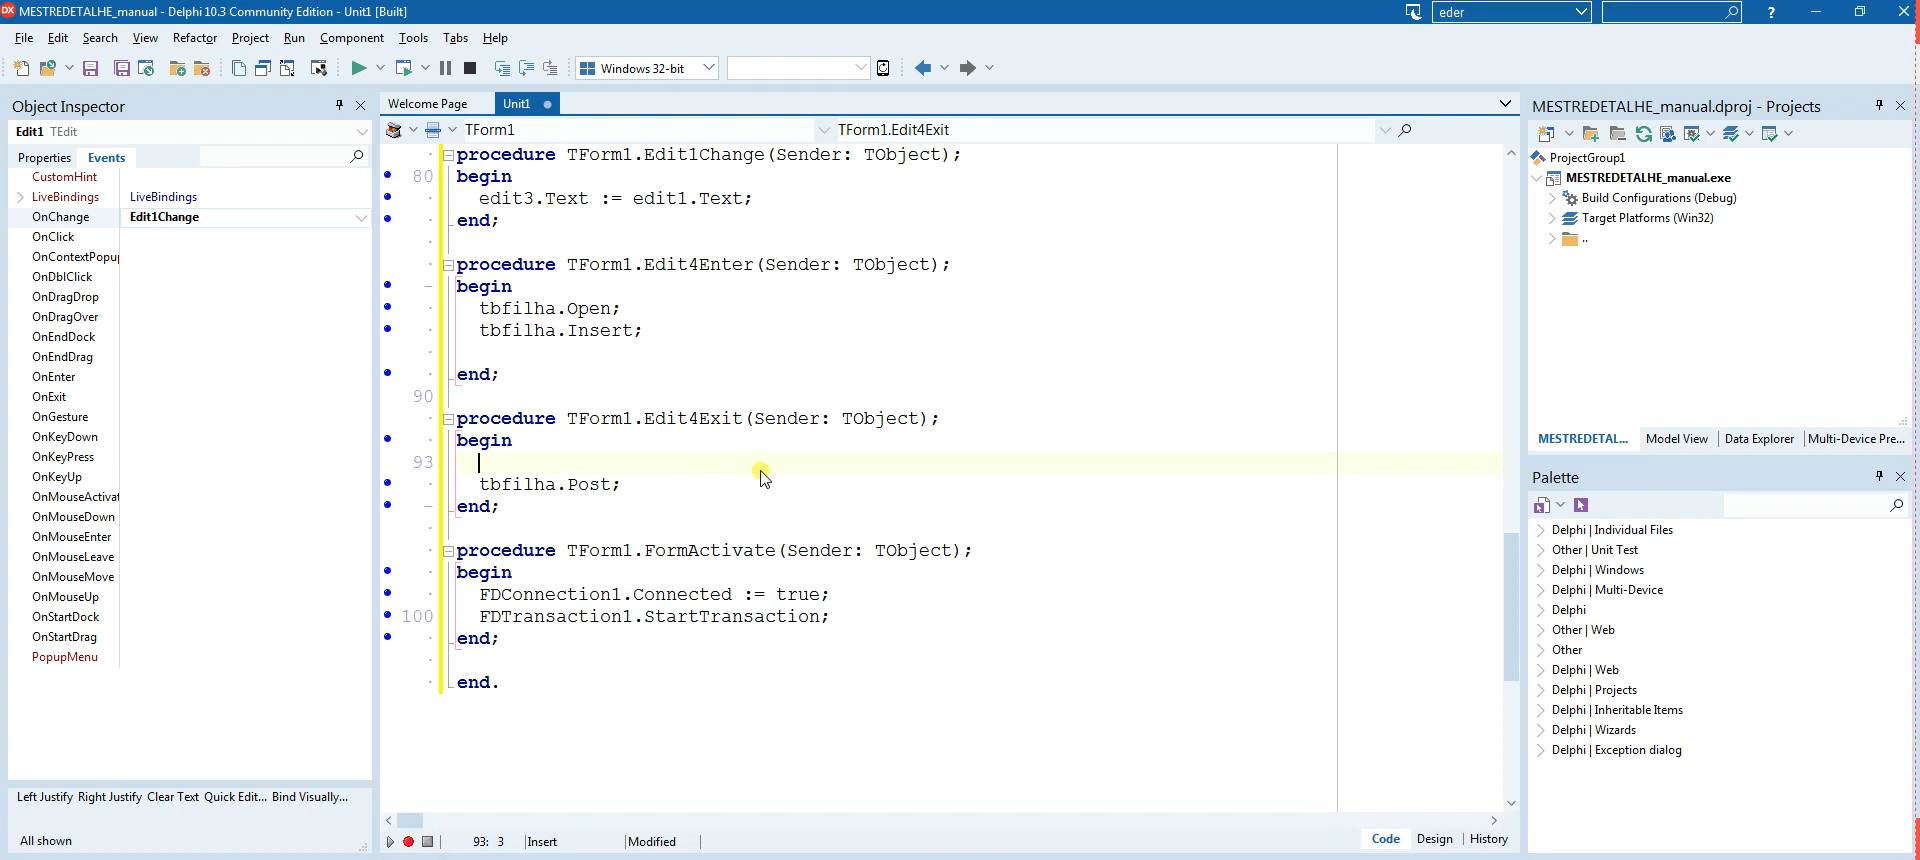 MESTREDETALHE_manual - Delphi 10.3 Community Edition - Unit1 [Built]
eder
?
File Edit Search View Refactor Project Run Component Tools Tabs Help
Windows 32-bit
Object Inspector
Edit1 TEdit
Properties Events
CustomHint
LiveBindings LiveBindings
OnChange Edit1Change
OnClick
OnContextPopu
OnDblClick
OnDragDrop
OnDragOver
OnEndDock
OnEndDrag
OnEnter
OnExit
OnGesture
OnKeyDown
OnKeyPress
OnKeyUp
OnMouseActivat
OnMouseDown
OnMouseEnter
OnMouseLeave
OnMouseMove
OnMouseUp
OnStartDock
OnStartDrag
PopupMenu
Left Justify Right Justify Clear Text Quick Edit... Bind Visually...
All shown
Welcome Page Unit1
TForm1 TForm1.Edit4Exit
procedure TForm1.Edit1Change(Sender: TObject);
80 begin
edit3.Text := edit1.Text;
end;
procedure TForm1.Edit4Enter(Sender: TObject);
begin
tbfilha.Open;
tbfilha.Insert;
end;
90
procedure TForm1.Edit4Exit(Sender: TObject);
begin
93
tbfilha.Post;
end;
procedure TForm1.FormActivate(Sender: TObject);
begin
FDConnection1.Connected := true;
100 FDTransaction1.StartTransaction;
end;
end.
93: 3 Insert Modified
Code Design History
MESTREDETALHE_manual.dproj - Projects
ProjectGroup1
MESTREDETALHE_manual.exe
Build Configurations (Debug)
Target Platforms (Win32)
..
MESTREDETAL... Model View Data Explorer Multi-Device Pre...
Palette
Delphi | Individual Files
Other | Unit Test
Delphi | Windows
Delphi | Multi-Device
Delphi
Other | Web
Other
Delphi | Web
Delphi | Projects
Delphi | Inheritable Items
Delphi | Wizards
Delphi | Exception dialog